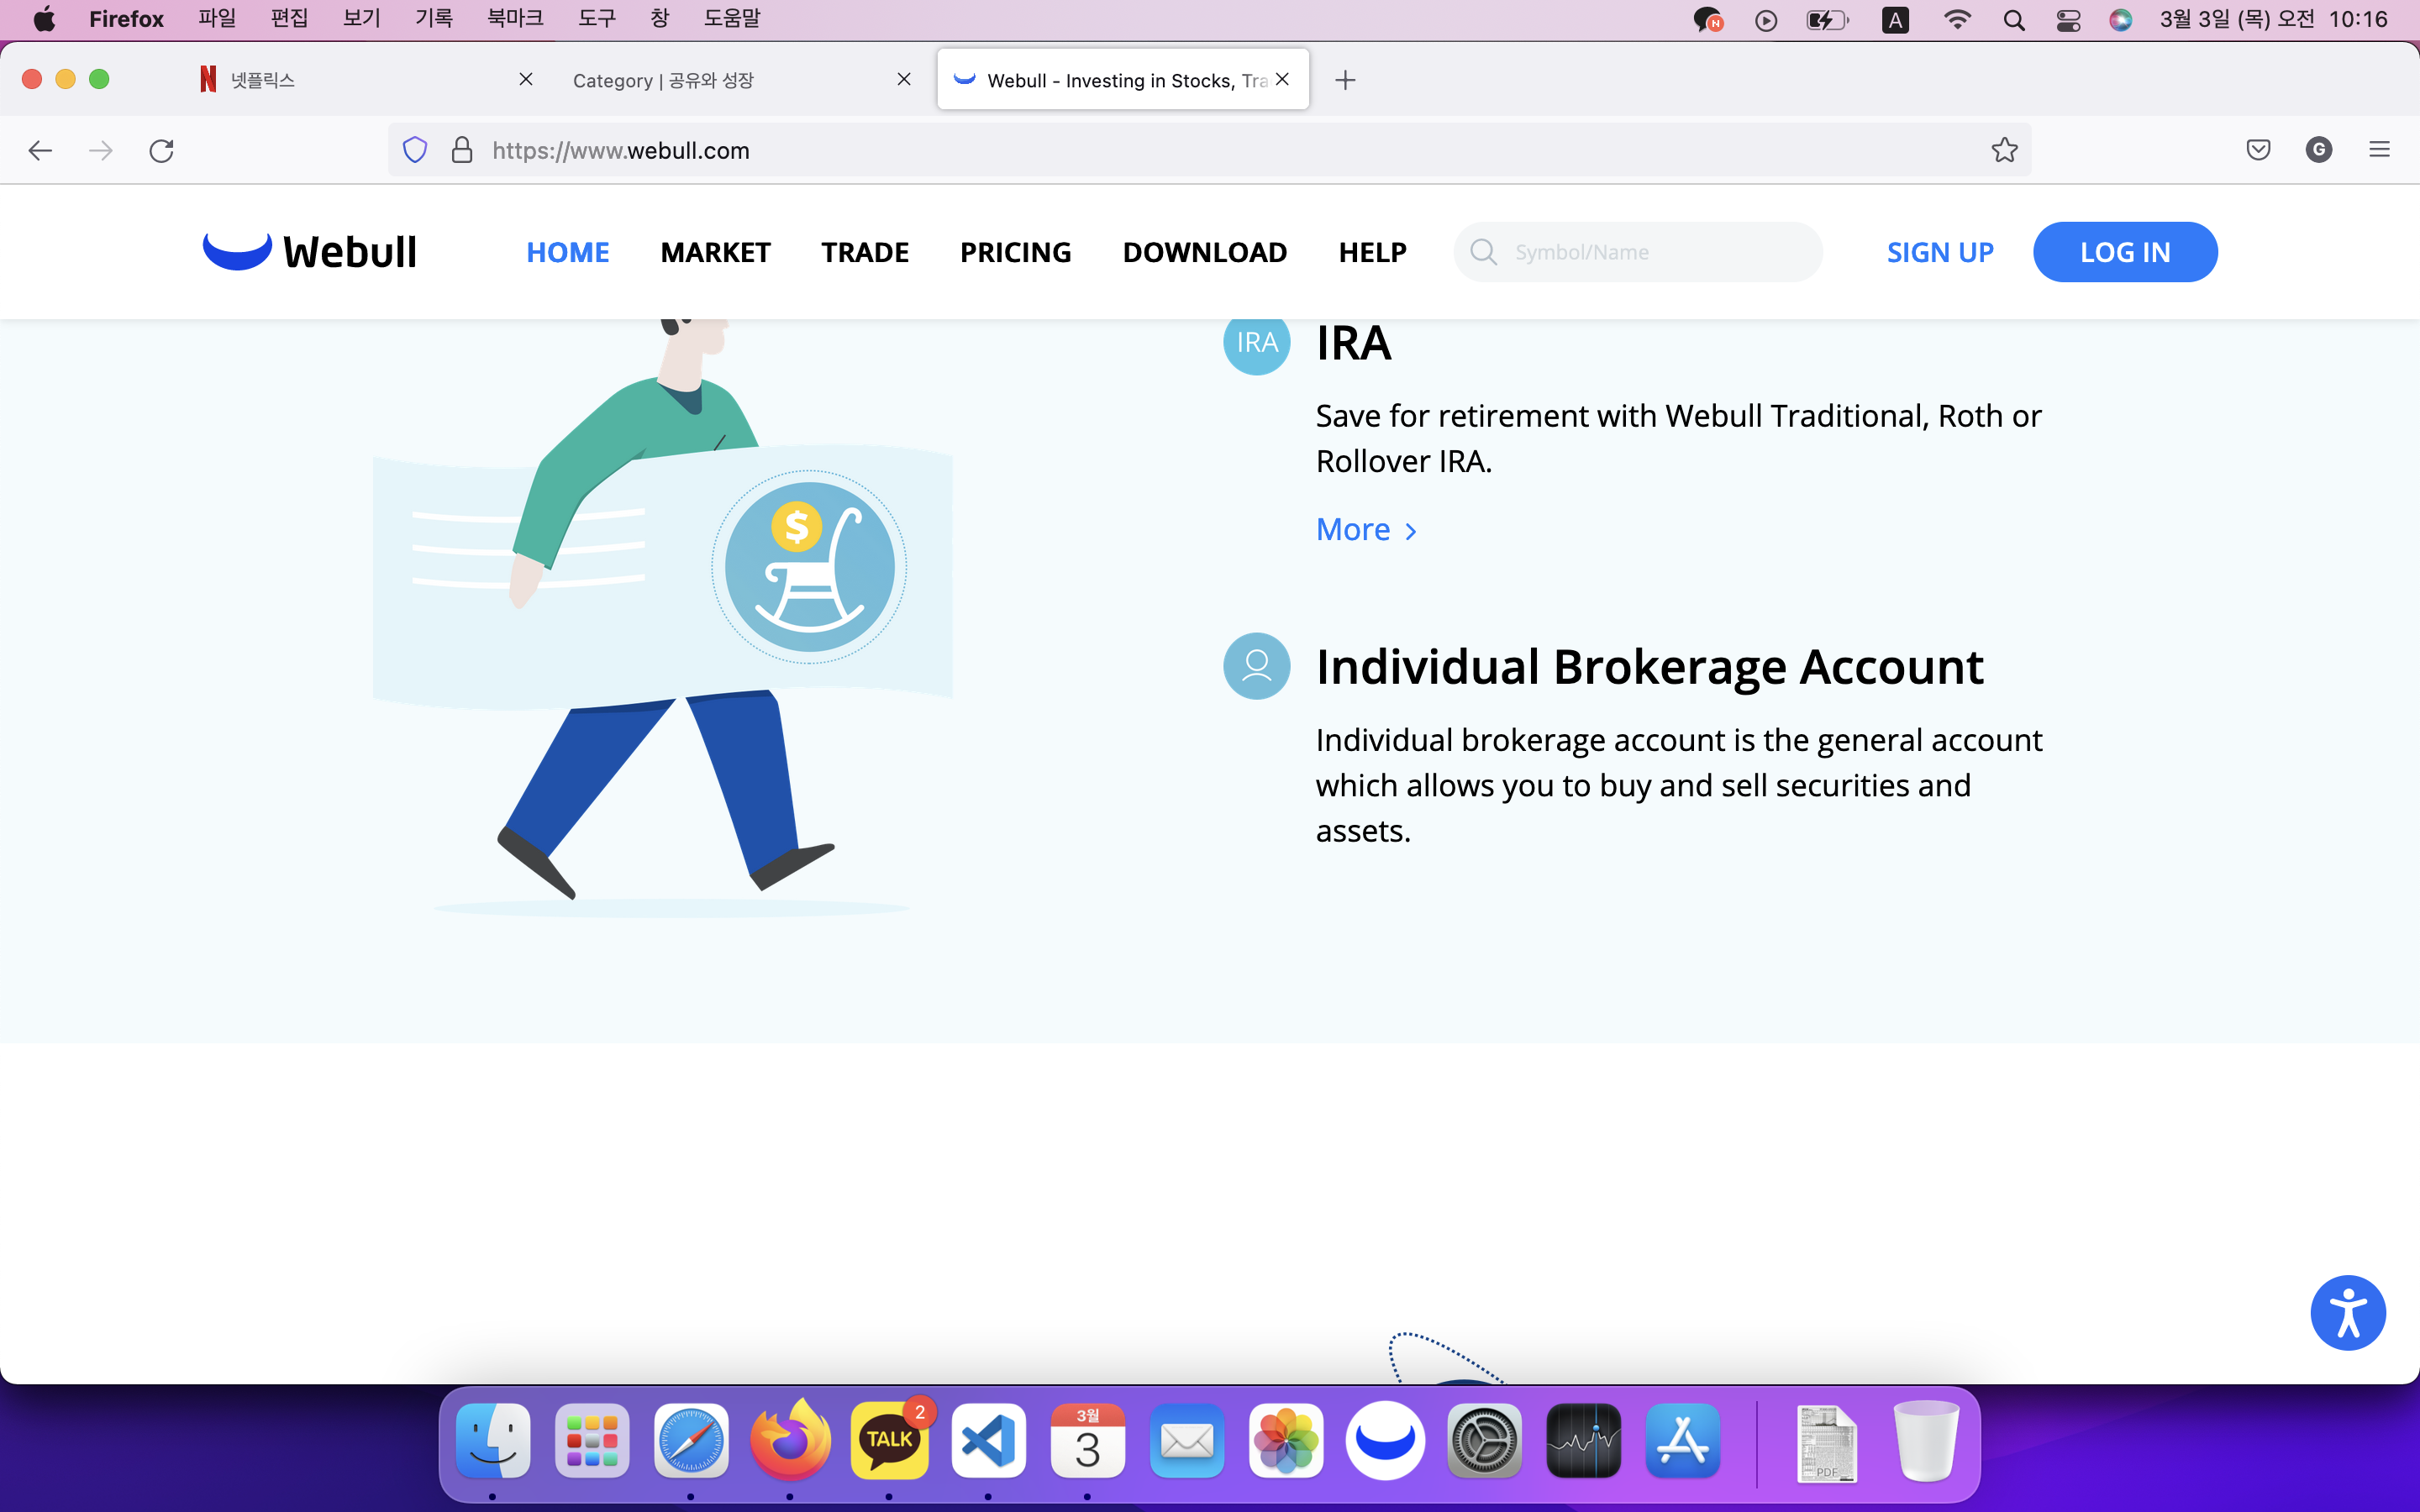 Firefox 파일 편집 보기 기록 북마크 도구 창 도움말 N A 3월 3일 (목) 오전 10:16
넷플릭스 Category | 공유와 성장 Webull - Investing in Stocks, Tra
https://www.webull.com G
Webull HOME MARKET TRADE PRICING DOWNLOAD HELP Symbol/Name SIGN UP LOG IN
IRA IRA
Save for retirement with Webull Traditional, Roth or
Rollover IRA.
More >
$
Individual Brokerage Account
Individual brokerage account is the general account
which allows you to buy and sell securities and
assets.
TALK 2 3월 3 PDF